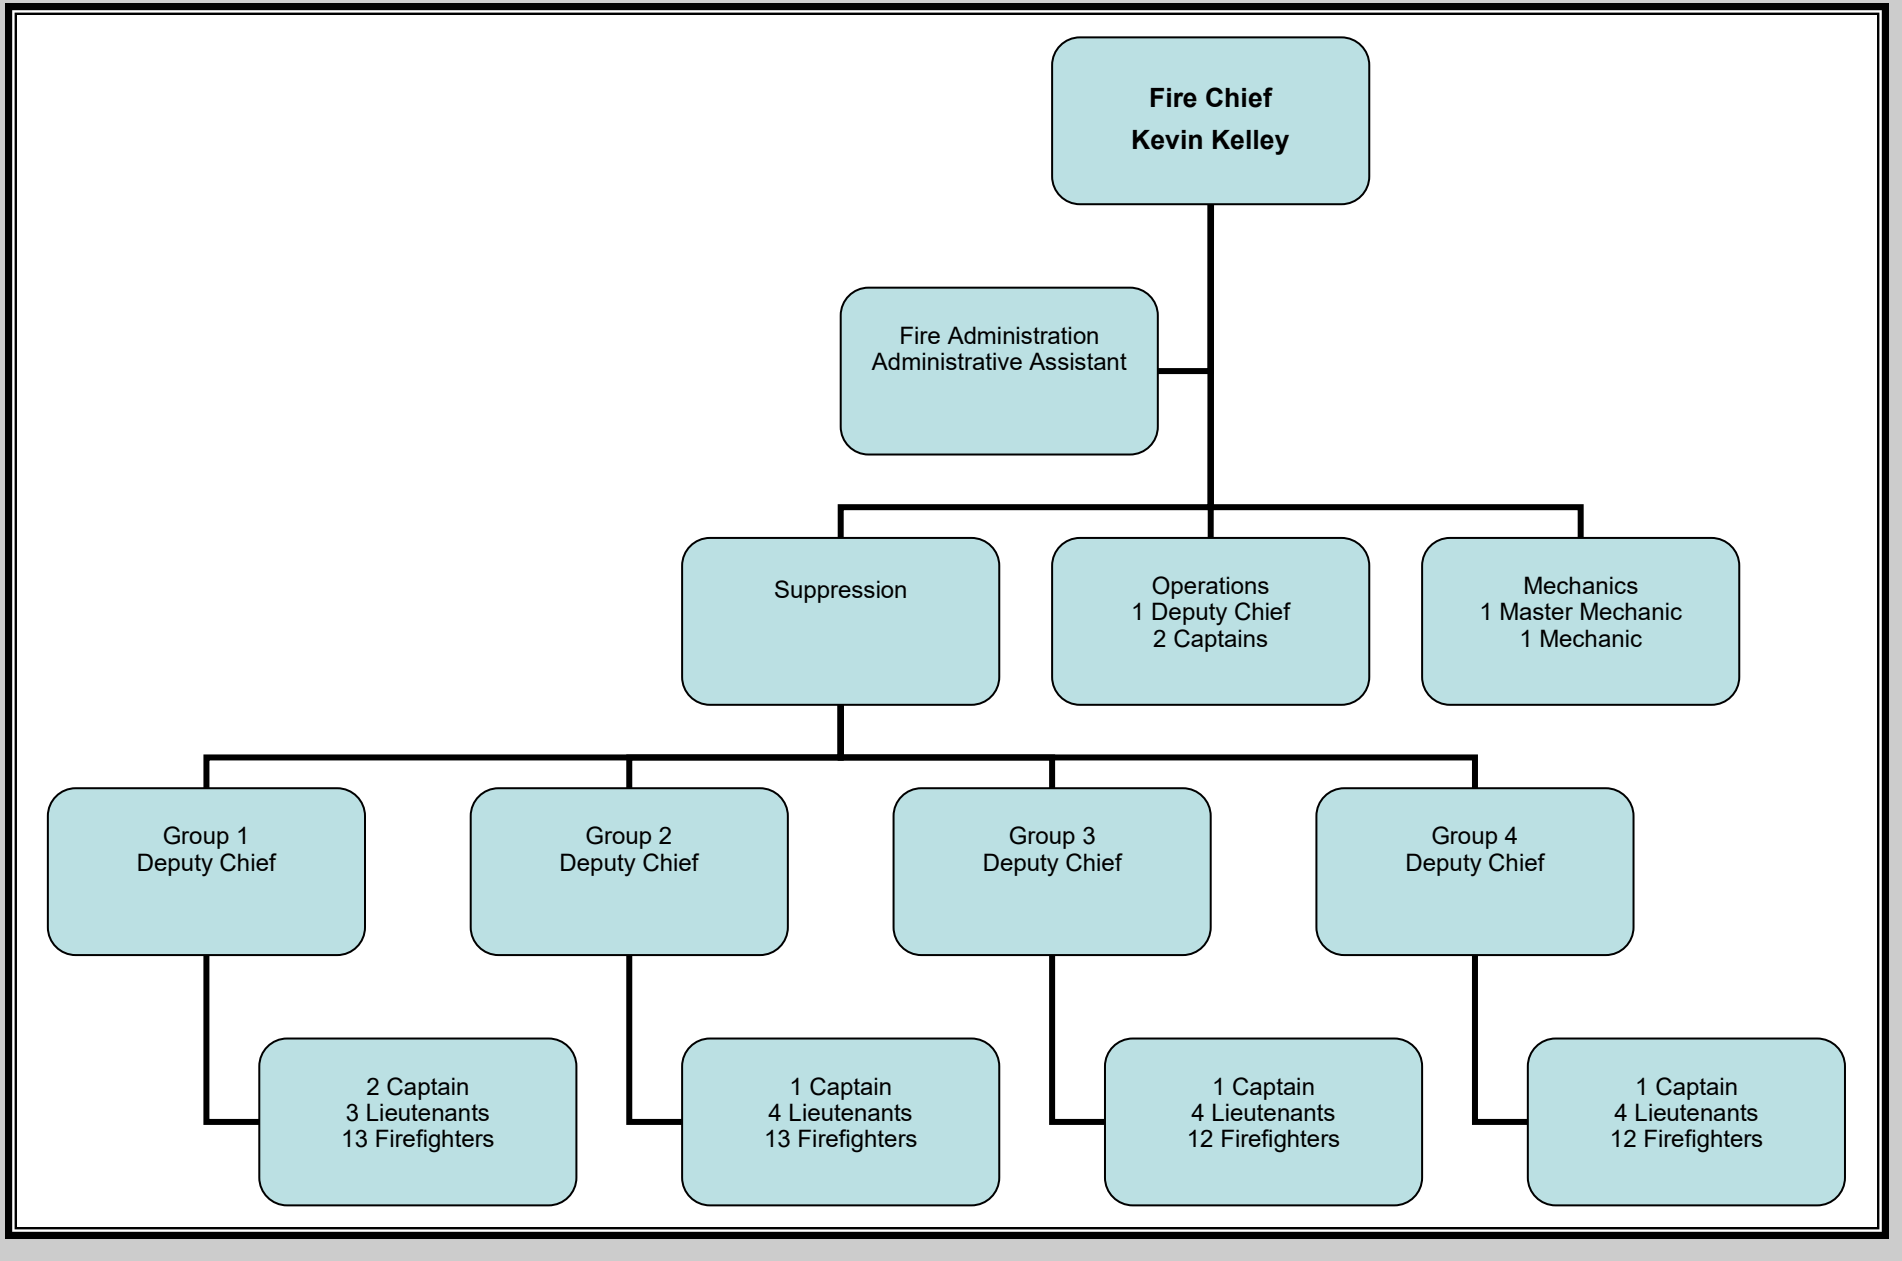 Fire Chief
Kevin Kelley
Fire Administration
Administrative Assistant
Suppression
Operations
1 Deputy Chief
2 Captains
Mechanics
1 Master Mechanic
1 Mechanic
Group 1
Deputy Chief
Group 2
Deputy Chief
Group 3
Deputy Chief
Group 4
Deputy Chief
2 Captain
3 Lieutenants
13 Firefighters
1 Captain
4 Lieutenants
13 Firefighters
1 Captain
4 Lieutenants
12 Firefighters
1 Captain
4 Lieutenants
12 Firefighters